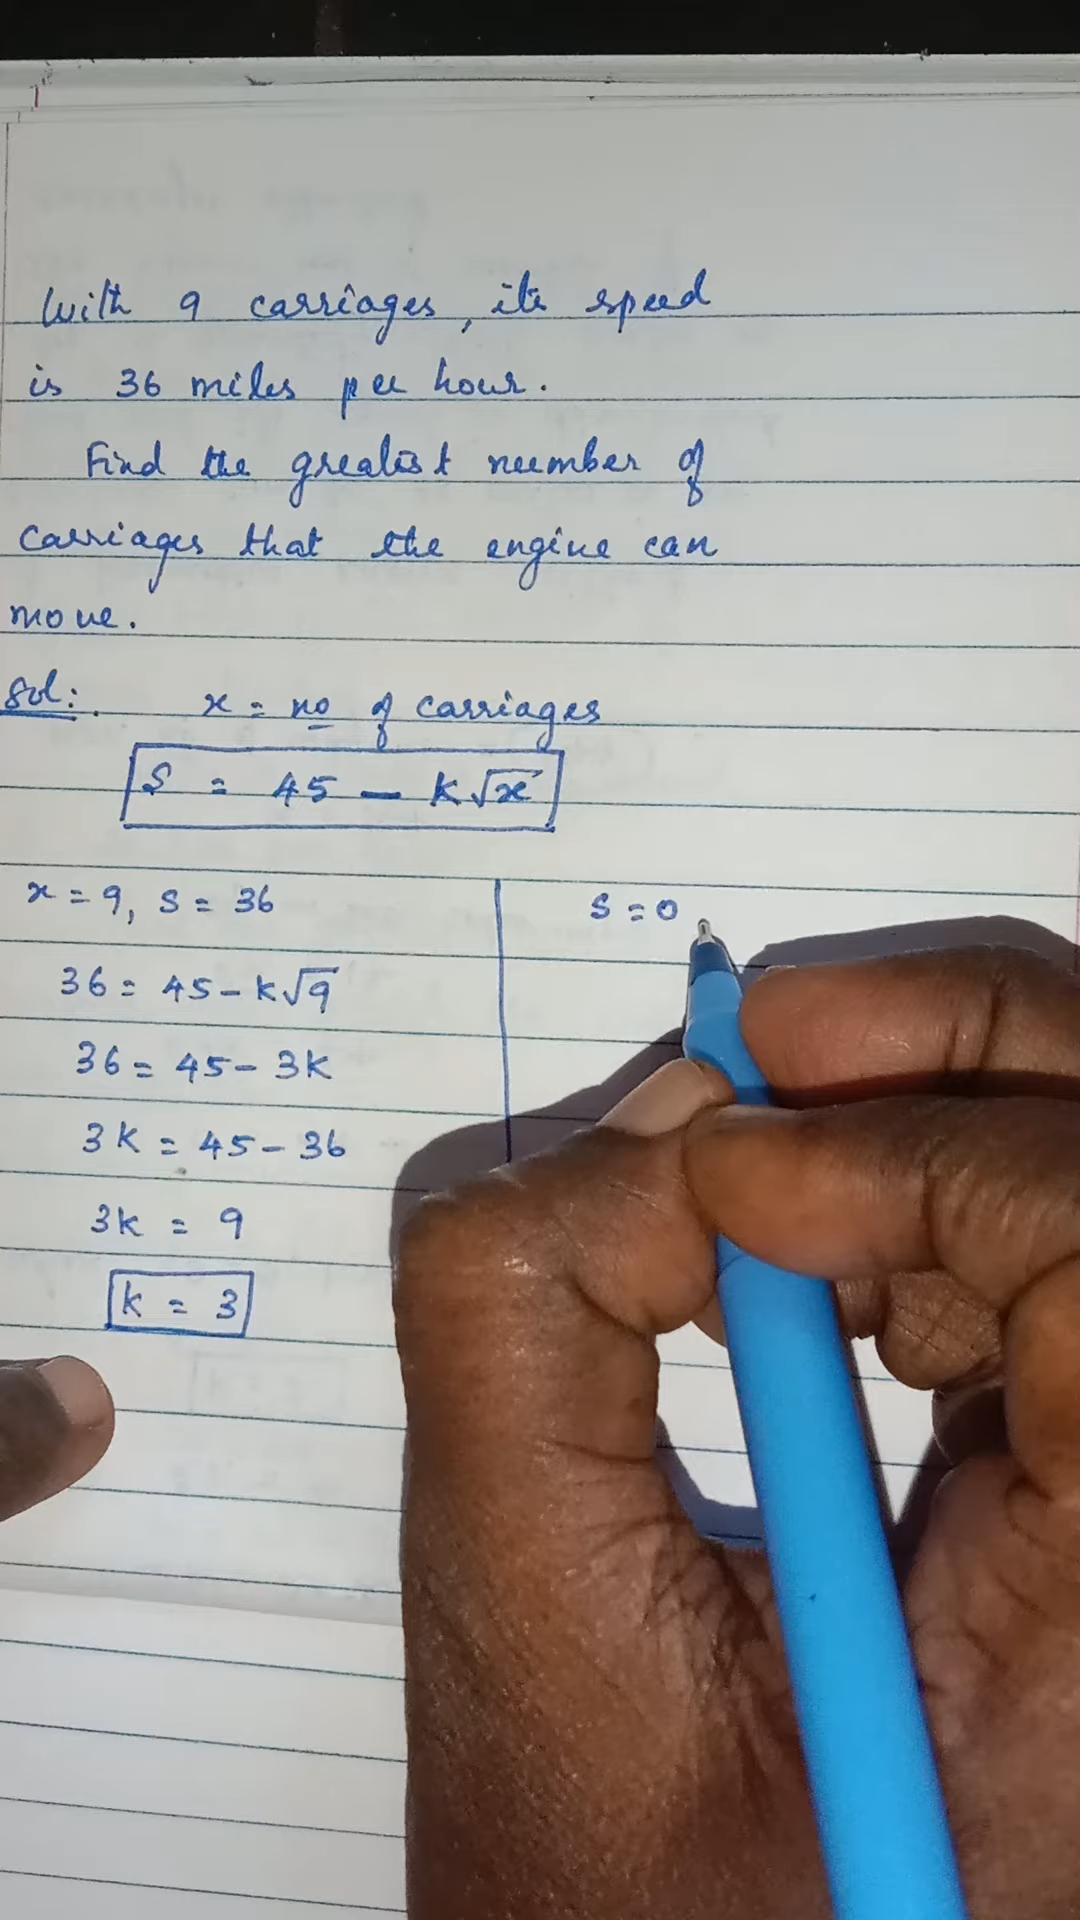 With 9 carriages, its speed
is 36 miles per hour.
Find the greatest number of
carriages that the engine can
move.
Sol:.
x = no of carriages
S = 45 - k√x
x = 9, S = 36
36 = 45 - k√9
36 = 45 - 3k
3k = 45 - 36
3k = 9
k = 3
S = 0